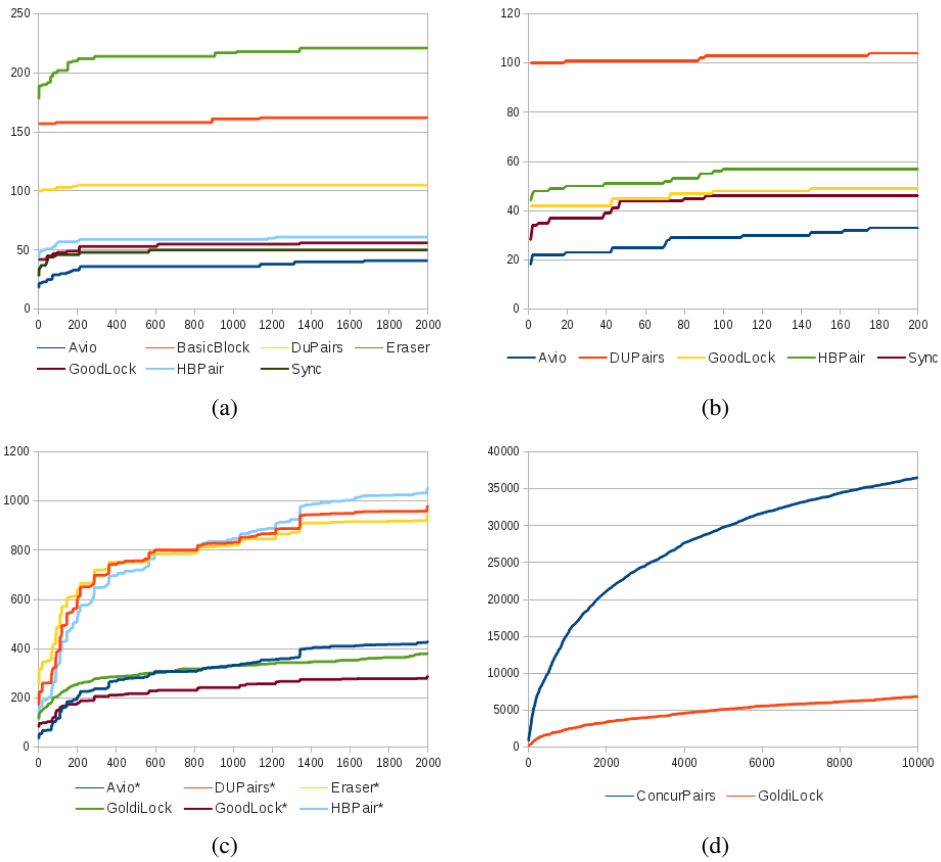 250
200
150
100
50
0
0 200 400 600 800 1000 1200 1400 1600 1800 2000
Avio BasicBlock DuPairs Eraser
GoodLock HBPair Sync
(a)
120
100
80
60
40
20
0
0 20 40 60 80 100 120 140 160 180 200
Avio DUPairs GoodLock HBPair Sync
(b)
1200
1000
800
600
400
200
0
0 200 400 600 800 1000 1200 1400 1600 1800 2000
Avio* DUPairs* Eraser*
GoldiLock GoodLock* HBPair*
(c)
40000
35000
30000
25000
20000
15000
10000
5000
0
0 2000 4000 6000 8000 10000
ConcurPairs GoldiLock
(d)